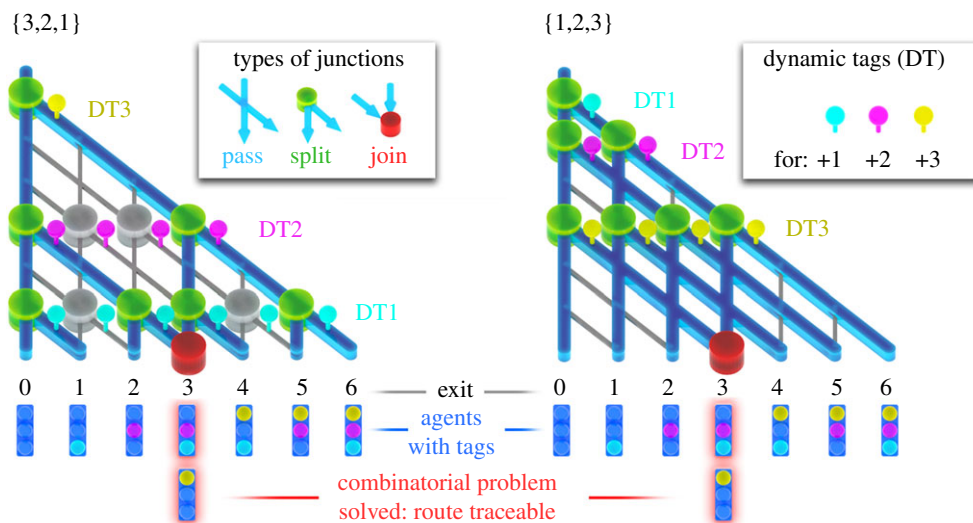 {3,2,1}
types of junctions
pass split join
DT3
DT2
DT1
{1,2,3}
dynamic tags (DT)
for: +1 +2 +3
DT1
DT2
DT3
0 1 2 3 4 5 6
exit
0 1 2 3 4 5 6
agents
with tags
combinatorial problem
solved: route traceable